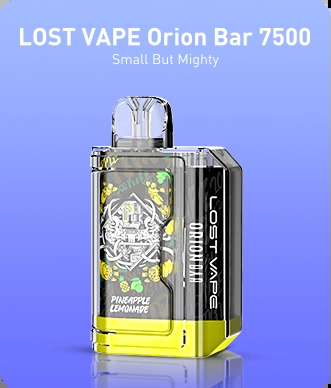 LOST VAPE Orion Bar 7500
Small But Mighty
PINEAPPLE
LEMONADE
LOST VAPE
ORION BAR